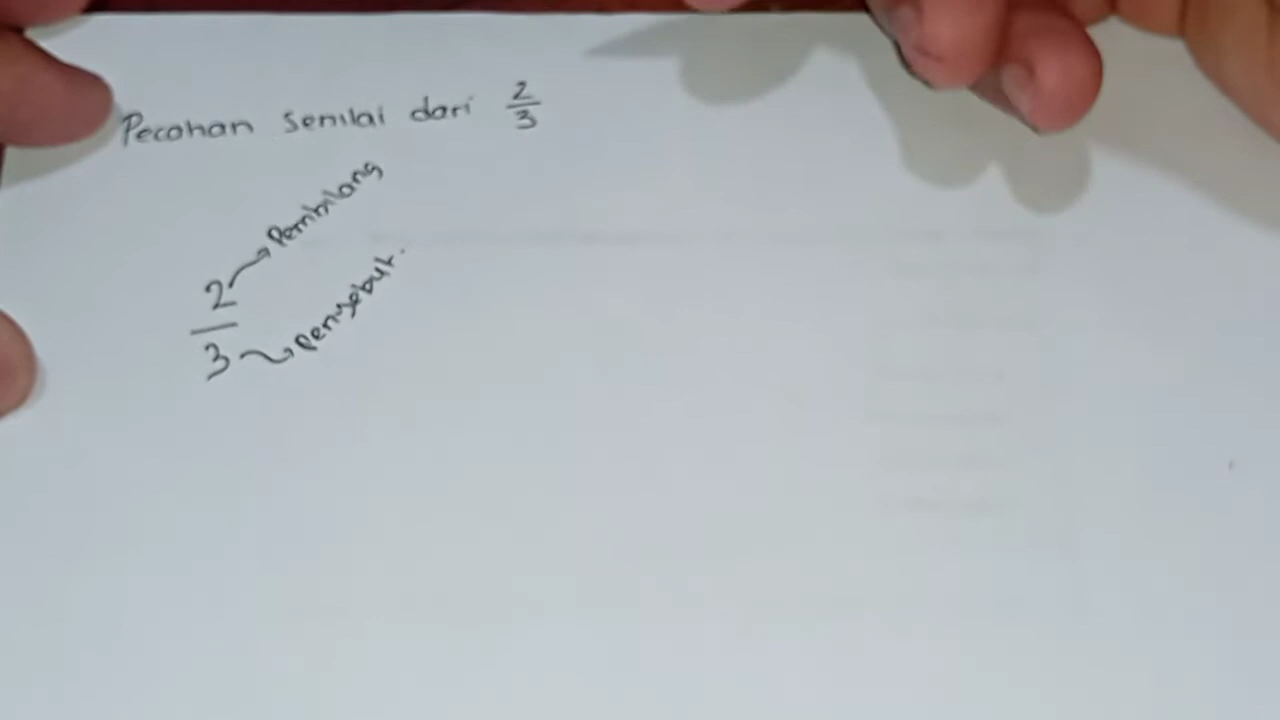 Pecahan senilai dari 2/3
2 → Pembilang
3 → penyebut.